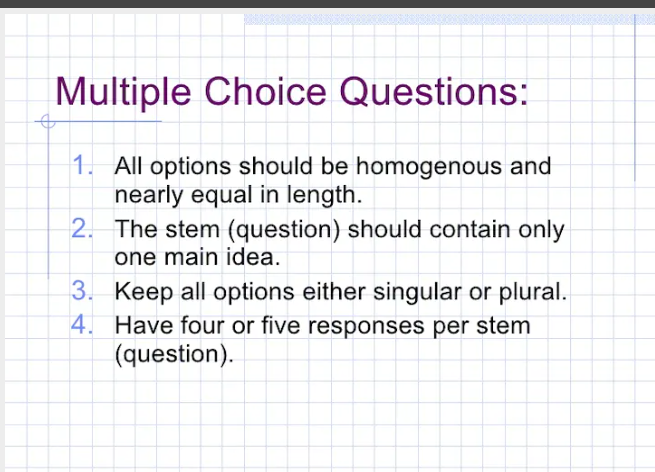 Multiple Choice Questions:
1. All options should be homogenous and
nearly equal in length.
2. The stem (question) should contain only
one main idea.
3. Keep all options either singular or plural.
4. Have four or five responses per stem
(question).